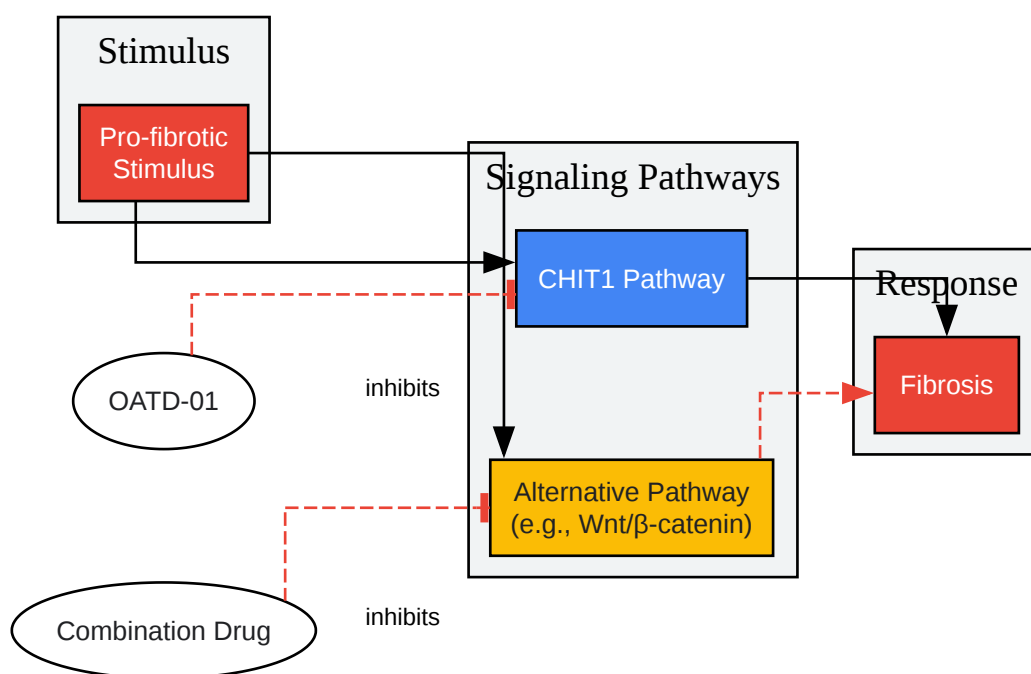 Stimulus
Pro-fibrotic
Stimulus
Signaling Pathways
CHIT1 Pathway
Response
Fibrosis
OATD-01
inhibits
Alternative Pathway
(e.g., Wnt/β-catenin)
Combination Drug
inhibits